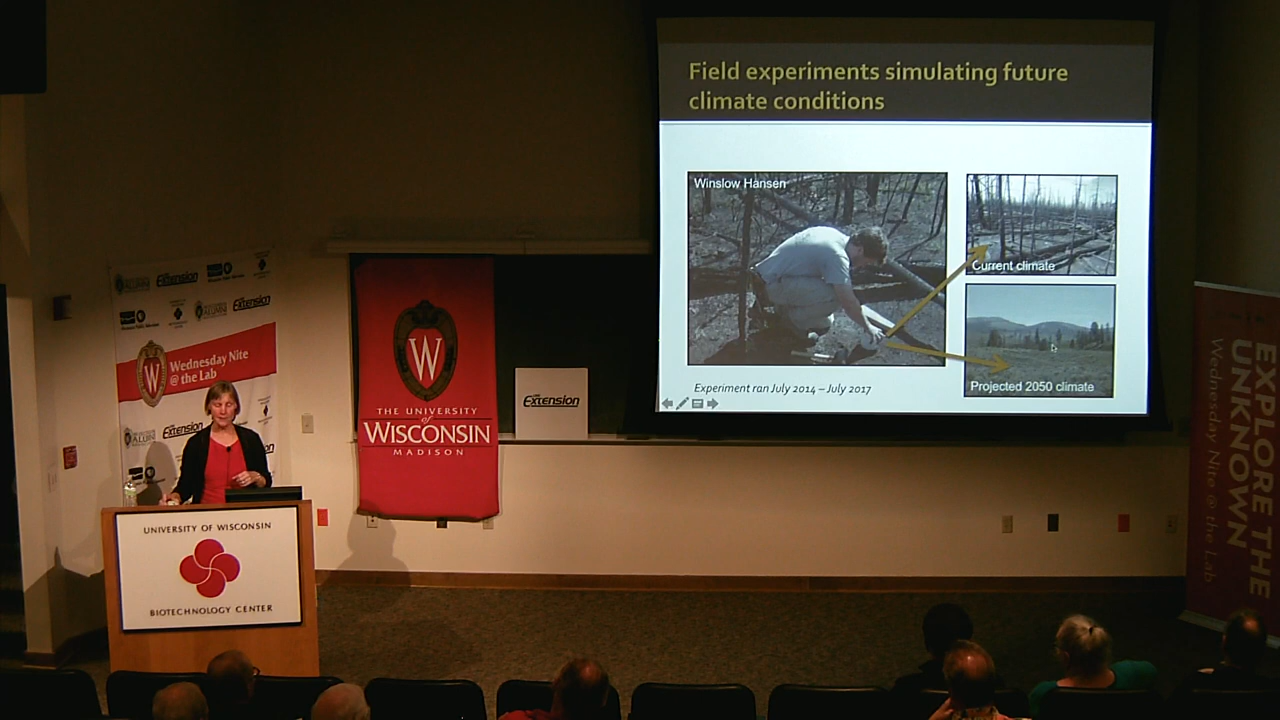 Field experiments simulating future
climate conditions
Winslow Hansen
Current climate
Projected 2050 climate
Experiment ran July 2014 – July 2017
Extension
Extension
Wednesday Nite
@ the Lab
Extension
W
THE UNIVERSITY
of
WISCONSIN
MADISON
Extension
UNIVERSITY OF WISCONSIN
BIOTECHNOLOGY CENTER
EXPLORE THE
UNKNOWN
Wednesday Nite @ the Lab